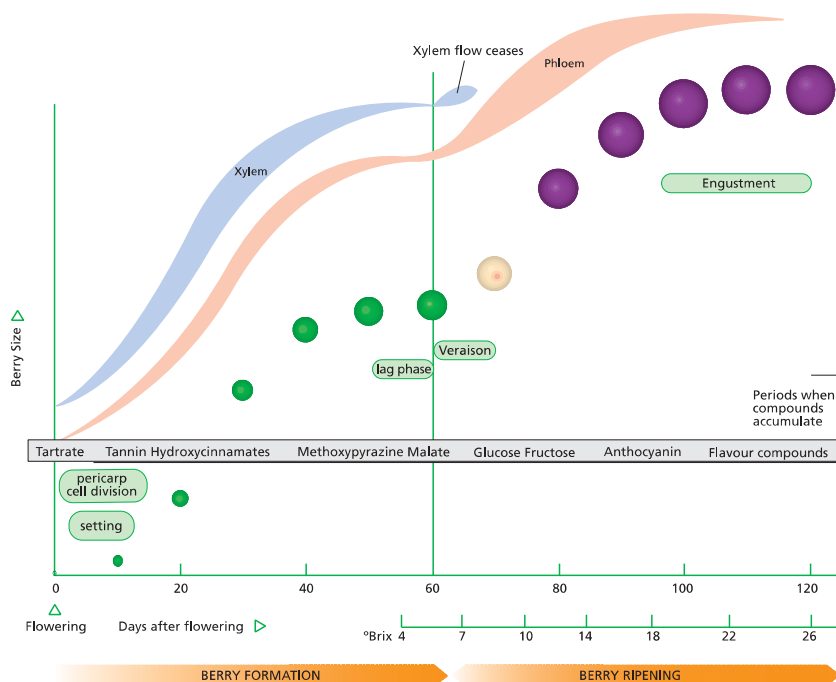 Xylem flow ceases
Phloem
Xylem
Engustment
Berry Size
Veraison
lag phase
Periods when
compounds
accumulate
Tartrate Tannin Hydroxycinnamates Methoxypyrazine Malate Glucose Fructose Anthocyanin Flavour compounds
pericarp
cell division
setting
0 20 40 60 80 100 120
Flowering Days after flowering
ºBrix 4 7 10 14 18 22 26
BERRY FORMATION BERRY RIPENING